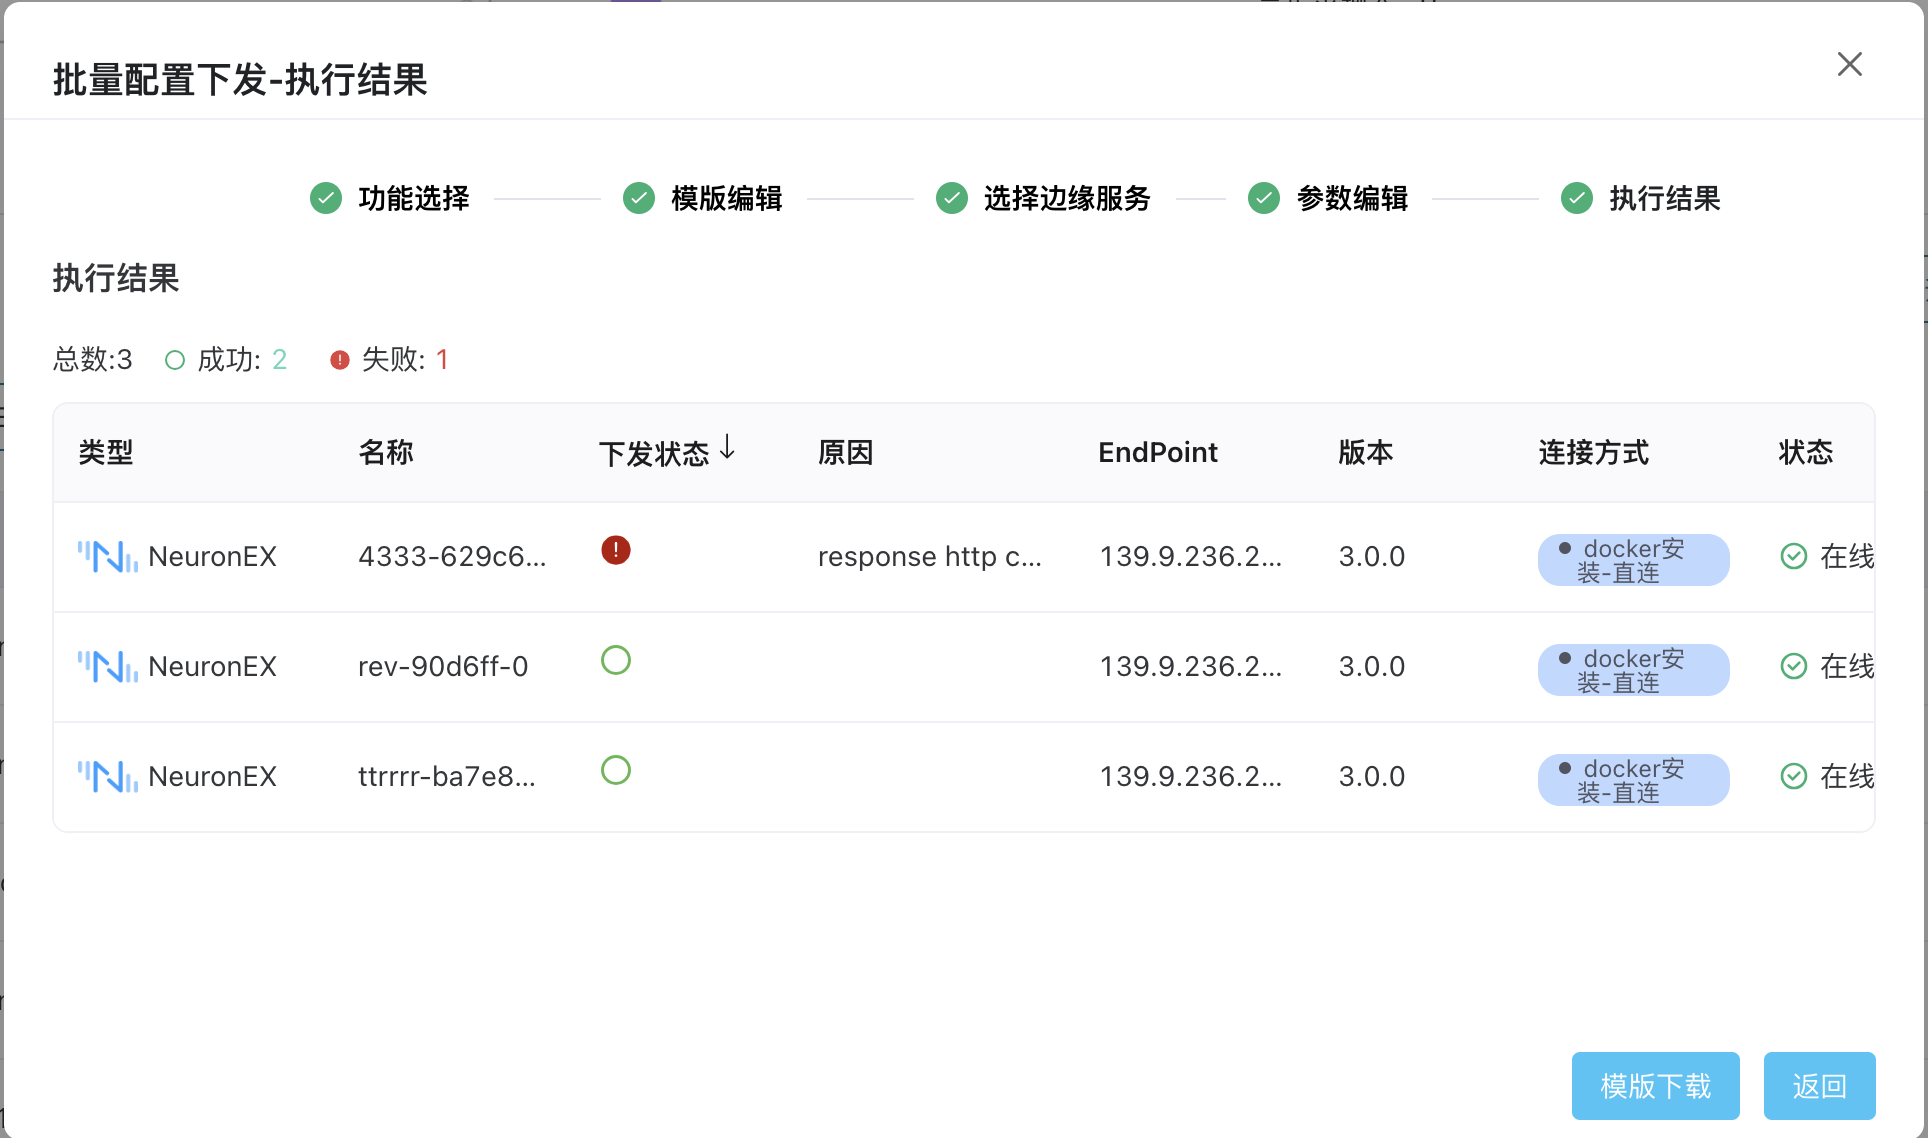 批量配置下发-执行结果
功能选择 模版编辑 选择边缘服务 参数编辑 执行结果
执行结果
总数:3 成功: 2 失败: 1
类型 名称 下发状态 原因 EndPoint 版本 连接方式 状态
NeuronEX 4333-629c6... response http c... 139.9.236.2... 3.0.0 docker安装-直连 在线
NeuronEX rev-90d6ff-0 139.9.236.2... 3.0.0 docker安装-直连 在线
NeuronEX ttrrrr-ba7e8... 139.9.236.2... 3.0.0 docker安装-直连 在线
模版下载 返回